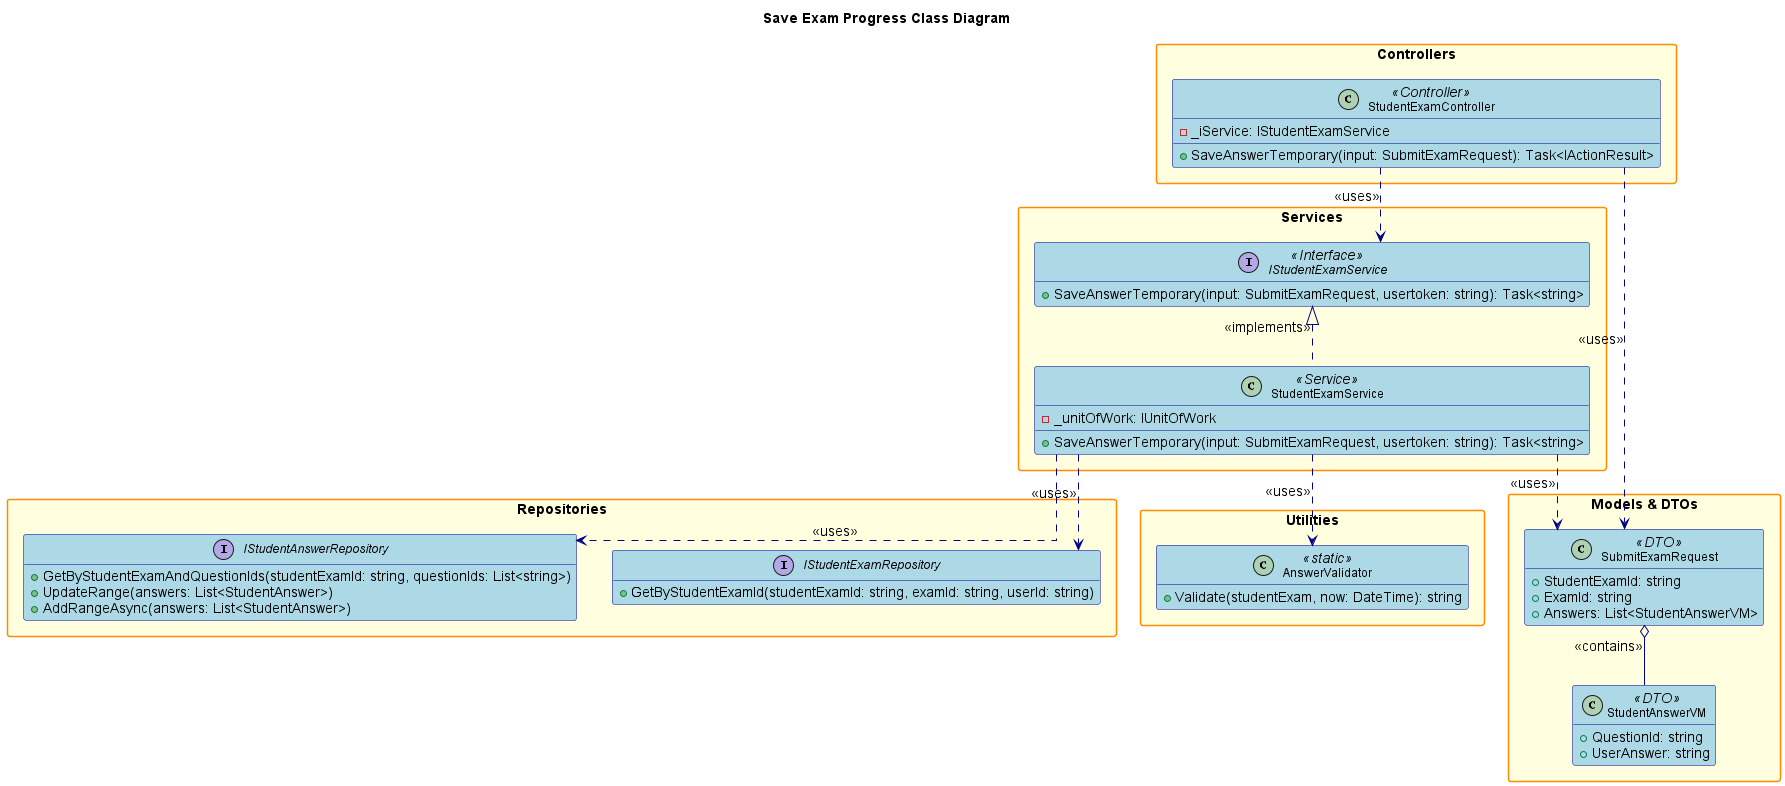 Save Exam Progress Class Diagram
Controllers
C
«Controller»
StudentExamController
_iService: IStudentExamService
SaveAnswerTemporary(input: SubmitExamRequest): Task<IActionResult>
«uses»
Services
I
«Interface»
IStudentExamService
SaveAnswerTemporary(input: SubmitExamRequest, usertoken: string): Task<string>
«implements»
«uses»
C
«Service»
StudentExamService
_unitOfWork: IUnitOfWork
SaveAnswerTemporary(input: SubmitExamRequest, usertoken: string): Task<string>
«uses»
«uses»
«uses»
Repositories
«uses»
I
IStudentAnswerRepository
GetByStudentExamAndQuestionIds(studentExamId: string, questionIds: List<string>)
UpdateRange(answers: List<StudentAnswer>)
AddRangeAsync(answers: List<StudentAnswer>)
I
IStudentExamRepository
GetByStudentExamId(studentExamId: string, examId: string, userId: string)
Utilities
C
«static»
AnswerValidator
Validate(studentExam, now: DateTime): string
Models & DTOs
C
«DTO»
SubmitExamRequest
StudentExamId: string
ExamId: string
Answers: List<StudentAnswerVM>
«contains»
C
«DTO»
StudentAnswerVM
QuestionId: string
UserAnswer: string